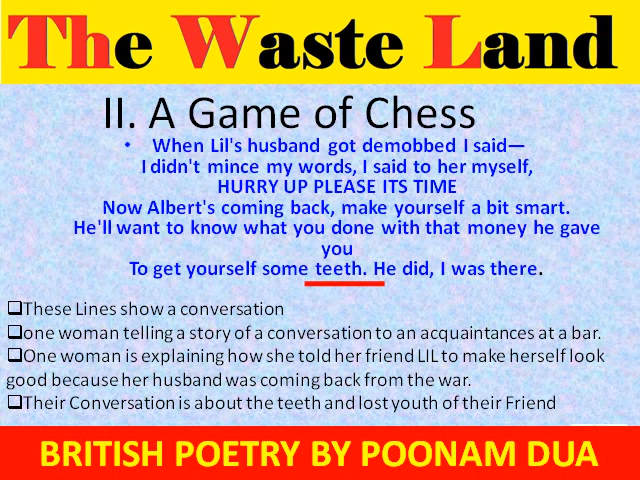 The Waste Land
II. A Game of Chess
• When Lil's husband got demobbed I said—
I didn't mince my words, I said to her myself,
HURRY UP PLEASE ITS TIME
Now Albert's coming back, make yourself a bit smart.
He'll want to know what you done with that money he gave
you
To get yourself some teeth. He did, I was there.
❑These Lines show a conversation
❑one woman telling a story of a conversation to an acquaintances at a bar.
❑One woman is explaining how she told her friend LIL to make herself look
good because her husband was coming back from the war.
❑Their Conversation is about the teeth and lost youth of their Friend
BRITISH POETRY BY POONAM DUA